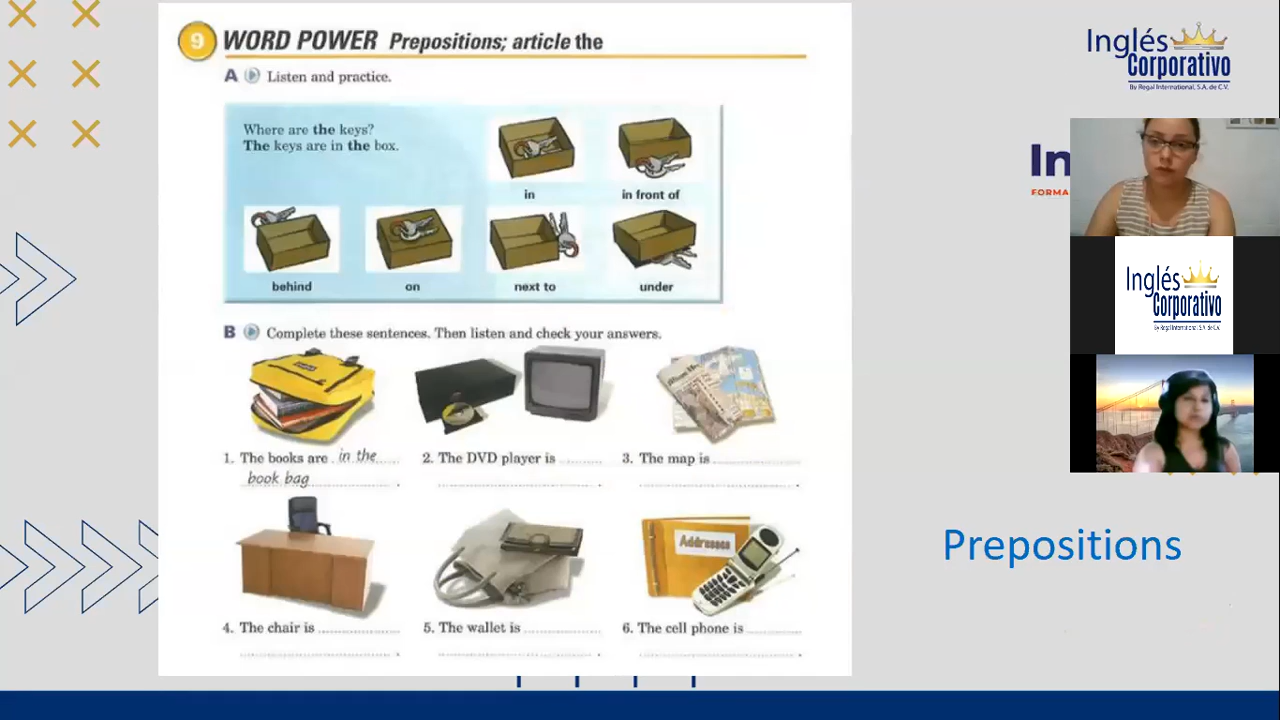 9 WORD POWER Prepositions; article the
A Listen and practice.
Where are the keys?
The keys are in the box.
in
in front of
behind
on
next to
under
B Complete these sentences. Then listen and check your answers.
1. The books are in the
book bag.
2. The DVD player is
3. The map is
Addresses
4. The chair is
5. The wallet is
6. The cell phone is
Inglés
Corporativo
By Regal International, S.A. de C.V.
In
FORMA
Inglés
Corporativo
By Regal International, S.A. de C.V.
Prepositions